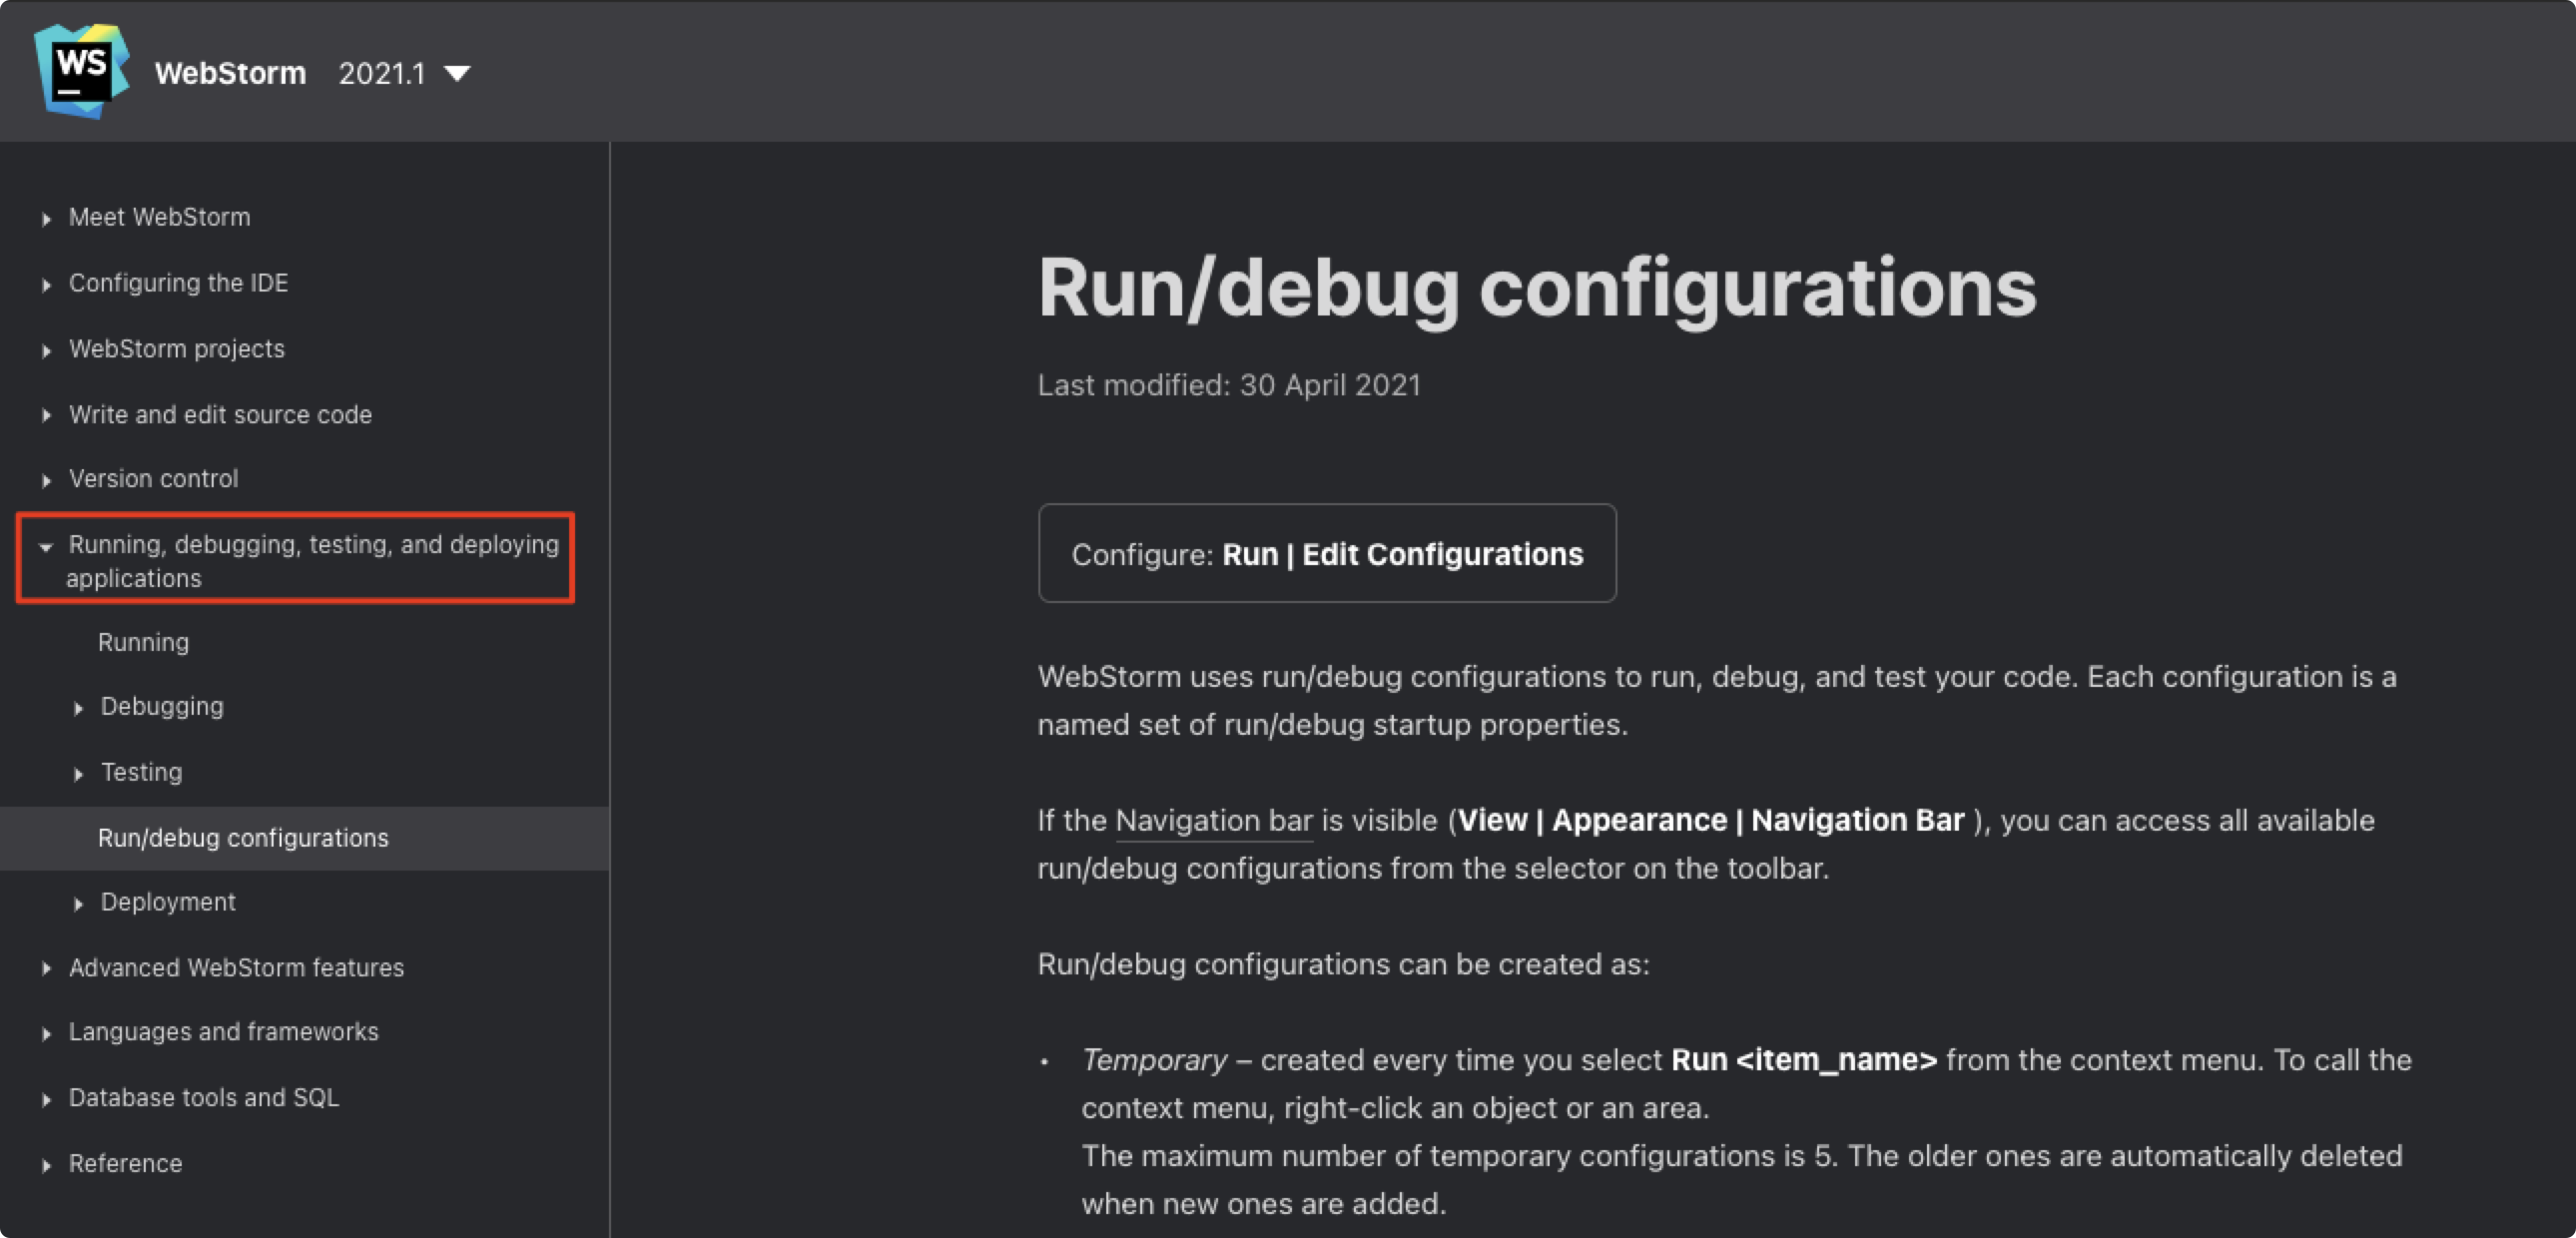 WS
WebStorm 2021.1
Meet WebStorm
Configuring the IDE
WebStorm projects
Write and edit source code
Version control
Running, debugging, testing, and deploying
applications
Running
Debugging
Testing
Run/debug configurations
Deployment
Advanced WebStorm features
Languages and frameworks
Database tools and SQL
Reference
Run/debug configurations
Last modified: 30 April 2021
Configure: Run | Edit Configurations
WebStorm uses run/debug configurations to run, debug, and test your code. Each configuration is a
named set of run/debug startup properties.
If the Navigation bar is visible (View | Appearance | Navigation Bar ), you can access all available
run/debug configurations from the selector on the toolbar.
Run/debug configurations can be created as:
• Temporary – created every time you select Run <item_name> from the context menu. To call the
context menu, right-click an object or an area.
The maximum number of temporary configurations is 5. The older ones are automatically deleted
when new ones are added.